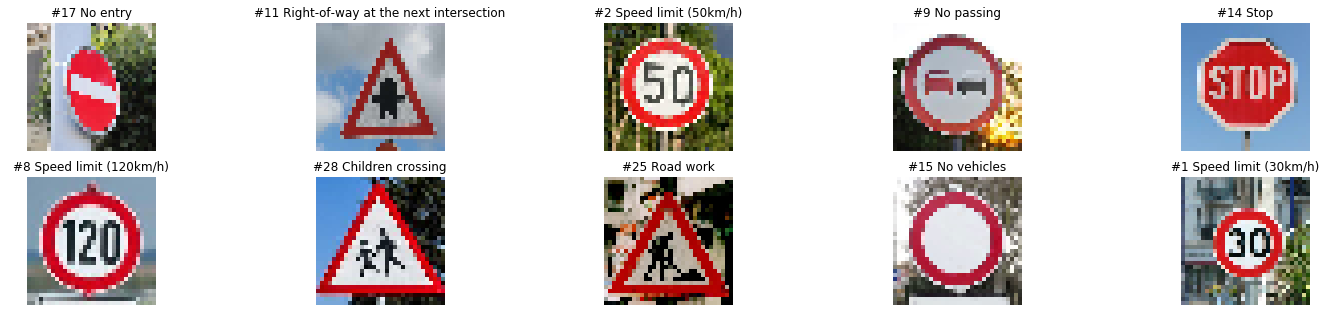 #17 No entry
#11 Right-of-way at the next intersection
#2 Speed limit (50km/h)
#9 No passing
#14 Stop
50
STOP
#8 Speed limit (120km/h)
#28 Children crossing
#25 Road work
#15 No vehicles
#1 Speed limit (30km/h)
120
30